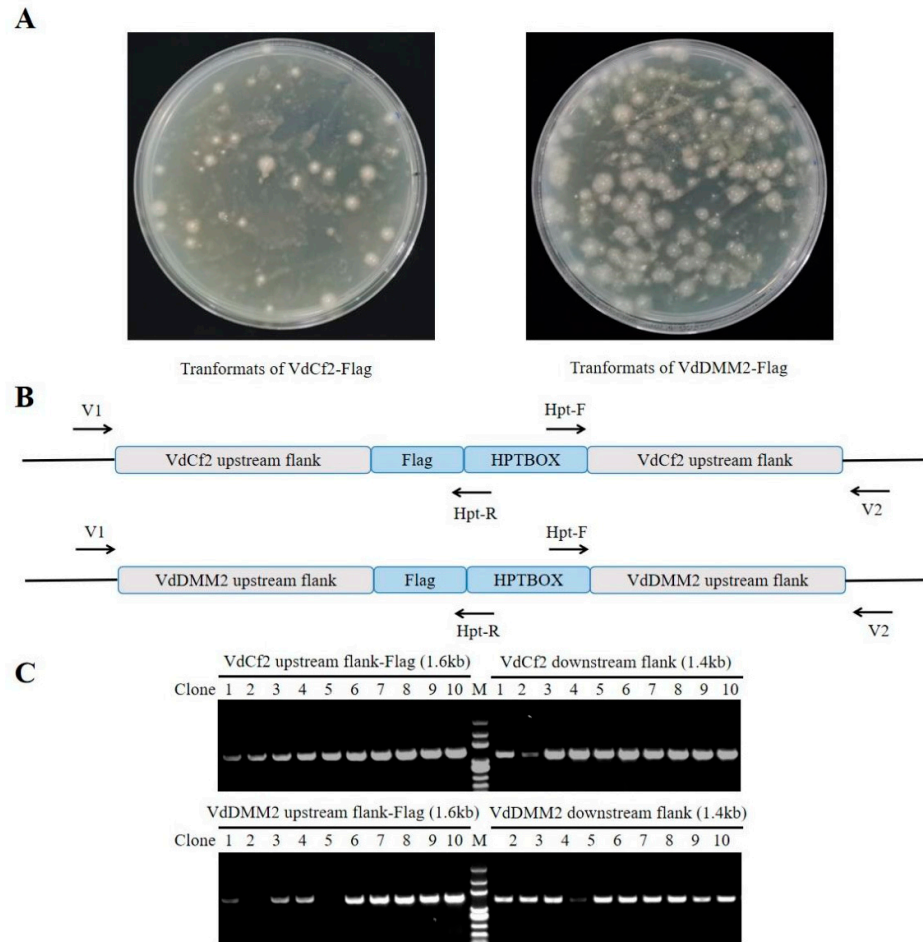 A
Tranformats of VdCf2-Flag
Tranformats of VdDMM2-Flag
B
V1
Hpt-F
VdCf2 upstream flank
Flag
HPTBOX
VdCf2 upstream flank
Hpt-R
V2
V1
Hpt-F
VdDMM2 upstream flank
Flag
HPTBOX
VdDMM2 upstream flank
Hpt-R
V2
C
VdCf2 upstream flank-Flag (1.6kb)
VdCf2 downstream flank (1.4kb)
Clone 1 2 3 4 5 6 7 8 9 10 M 1 2 3 4 5 6 7 8 9 10
VdDMM2 upstream flank-Flag (1.6kb)
VdDMM2 downstream flank (1.4kb)
Clone 1 2 3 4 5 6 7 8 9 10 M 2 3 4 5 6 7 8 9 10